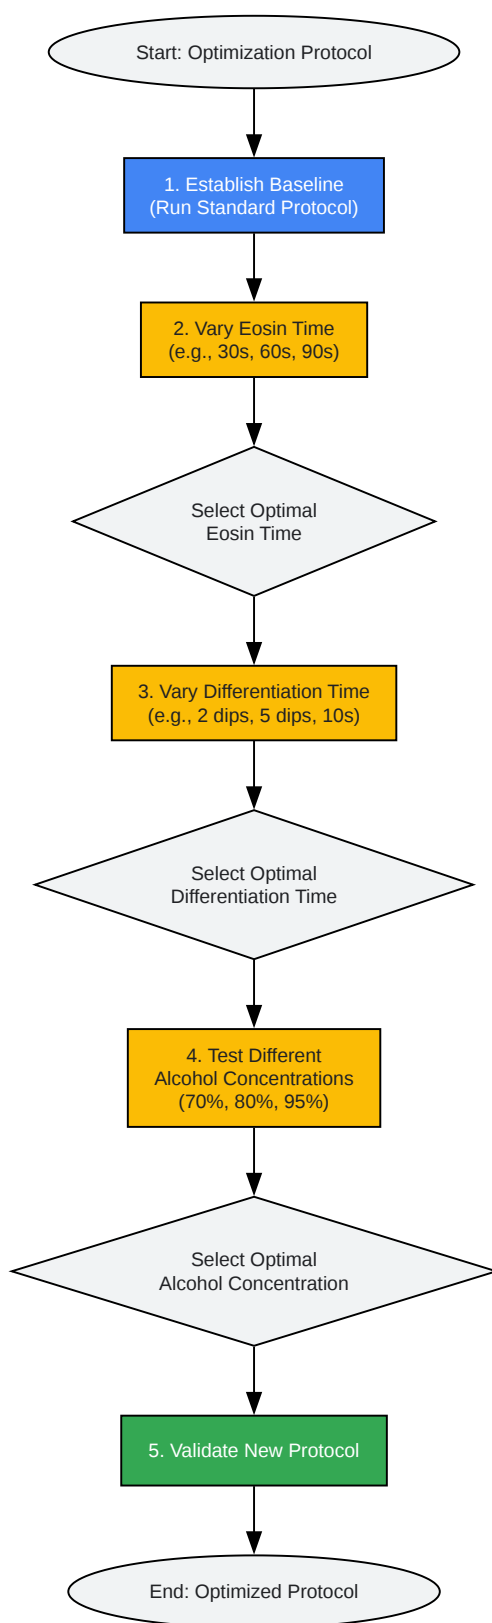 Start: Optimization Protocol
1. Establish Baseline
(Run Standard Protocol)
2. Vary Eosin Time
(e.g., 30s, 60s, 90s)
Select Optimal
Eosin Time
3. Vary Differentiation Time
(e.g., 2 dips, 5 dips, 10s)
Select Optimal
Differentiation Time
4. Test Different
Alcohol Concentrations
(70%, 80%, 95%)
Select Optimal
Alcohol Concentration
5. Validate New Protocol
End: Optimized Protocol